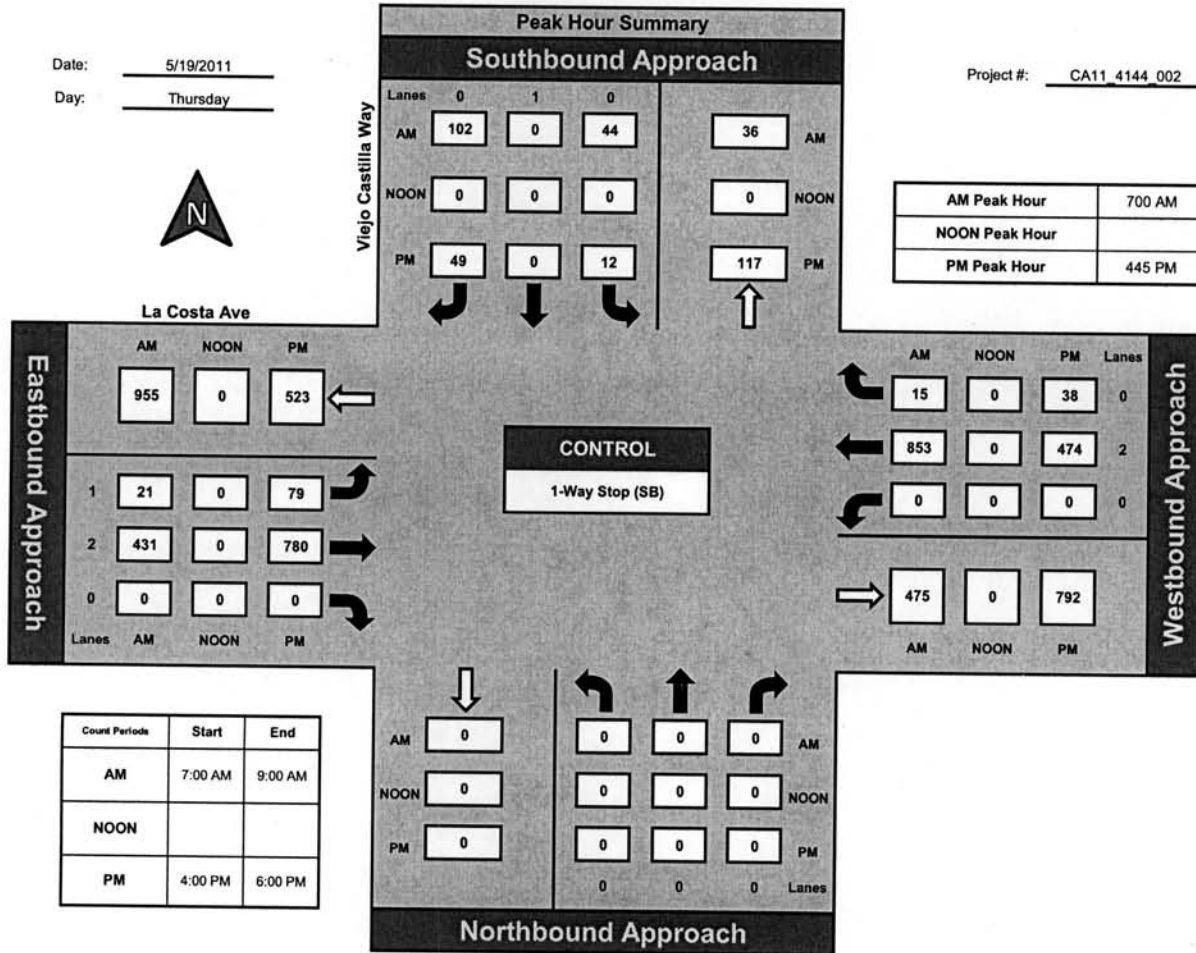 Peak Hour Summary
Southbound Approach
Date: 5/19/2011
Day: Thursday
Project #: CA11_4144_002
N
Viejo Castilla Way
Lanes 0 1 0
AM 102 0 44 36 AM
NOON 0 0 0 0 NOON
PM 49 0 12 117 PM
AM Peak Hour 700 AM
NOON Peak Hour
PM Peak Hour 445 PM
La Costa Ave
Eastbound Approach
AM NOON PM
955 0 523
1 21 0 79
2 431 0 780
0 0 0 0
Lanes AM NOON PM
CONTROL
1-Way Stop (SB)
AM NOON PM Lanes
15 0 38 0
853 0 474 2
0 0 0 0
475 0 792
AM NOON PM
Westbound Approach
Count Periods Start End
AM 7:00 AM 9:00 AM
NOON
PM 4:00 PM 6:00 PM
AM 0 0 0 0 AM
NOON 0 0 0 0 NOON
PM 0 0 0 0 PM
0 0 0 Lanes
Northbound Approach